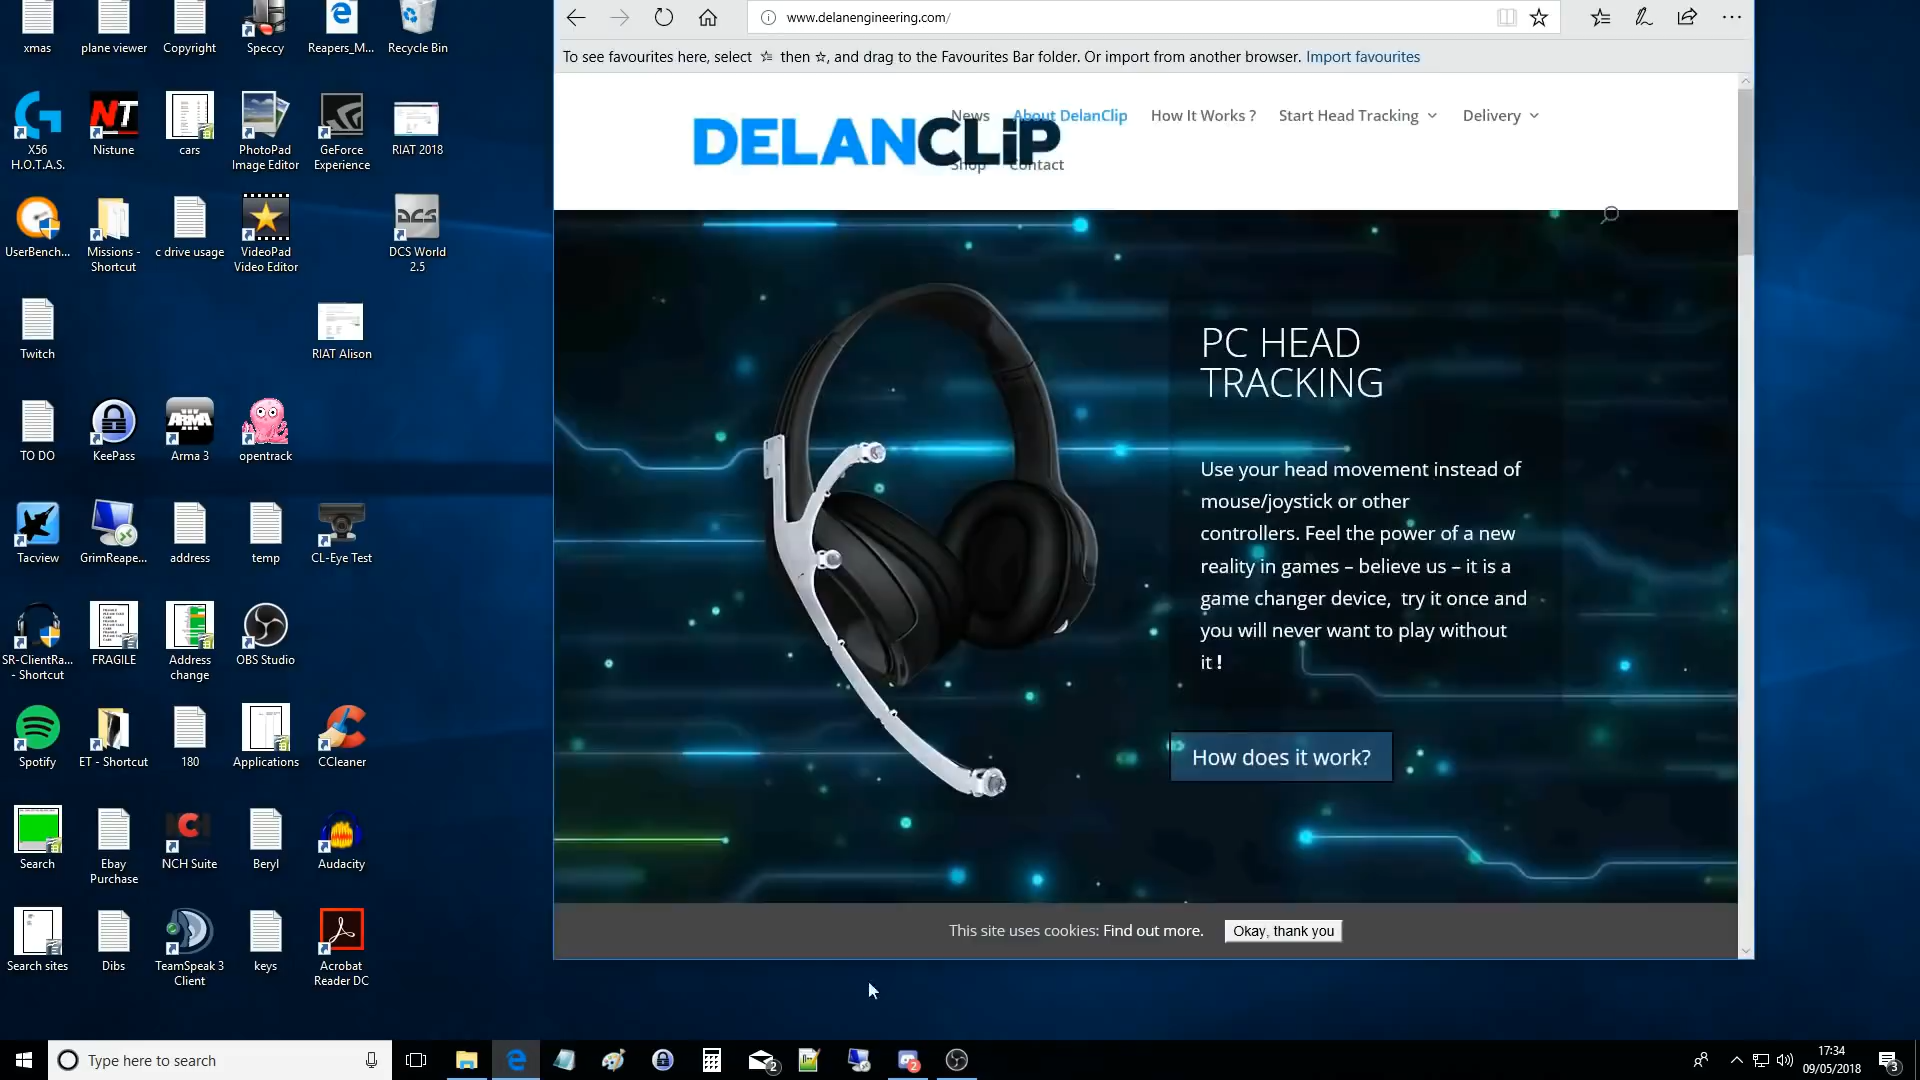 xmas
plane viewer
Copyright
Speccy
Reapers_M...
Recycle Bin
X56
H.O.T.A.S.
NT
Nistune
cars
PhotoPad
Image Editor
GeForce
Experience
RIAT 2018
UserBench...
Missions -
Shortcut
c drive usage
VideoPad
Video Editor
DCS
DCS World
2.5
Twitch
RIAT Alison
TO DO
KeePass
ARMA
Arma 3
opentrack
Tacview
GrimReape...
address
temp
CL-Eye Test
SR-ClientRa...
- Shortcut
FRAGILE
Address
change
OBS Studio
Spotify
ET - Shortcut
180
Applications
CCleaner
Search
Ebay
Purchase
NCH Suite
Beryl
Audacity
Search sites
Dibs
TeamSpeak 3
Client
keys
Acrobat
Reader DC
www.delanengineering.com/
To see favourites here, select then , and drag to the Favourites Bar folder. Or import from another browser. Import favourites
DELANCLiP
News
About DelanClip
How It Works ?
Start Head Tracking
Delivery
Shop
Contact
PC HEAD
TRACKING
Use your head movement instead of
mouse/joystick or other
controllers. Feel the power of a new
reality in games – believe us – it is a
game changer device, try it once and
you will never want to play without
it !
How does it work?
This site uses cookies: Find out more.
Okay, thank you
Type here to search
2
2
17:34
09/05/2018
3